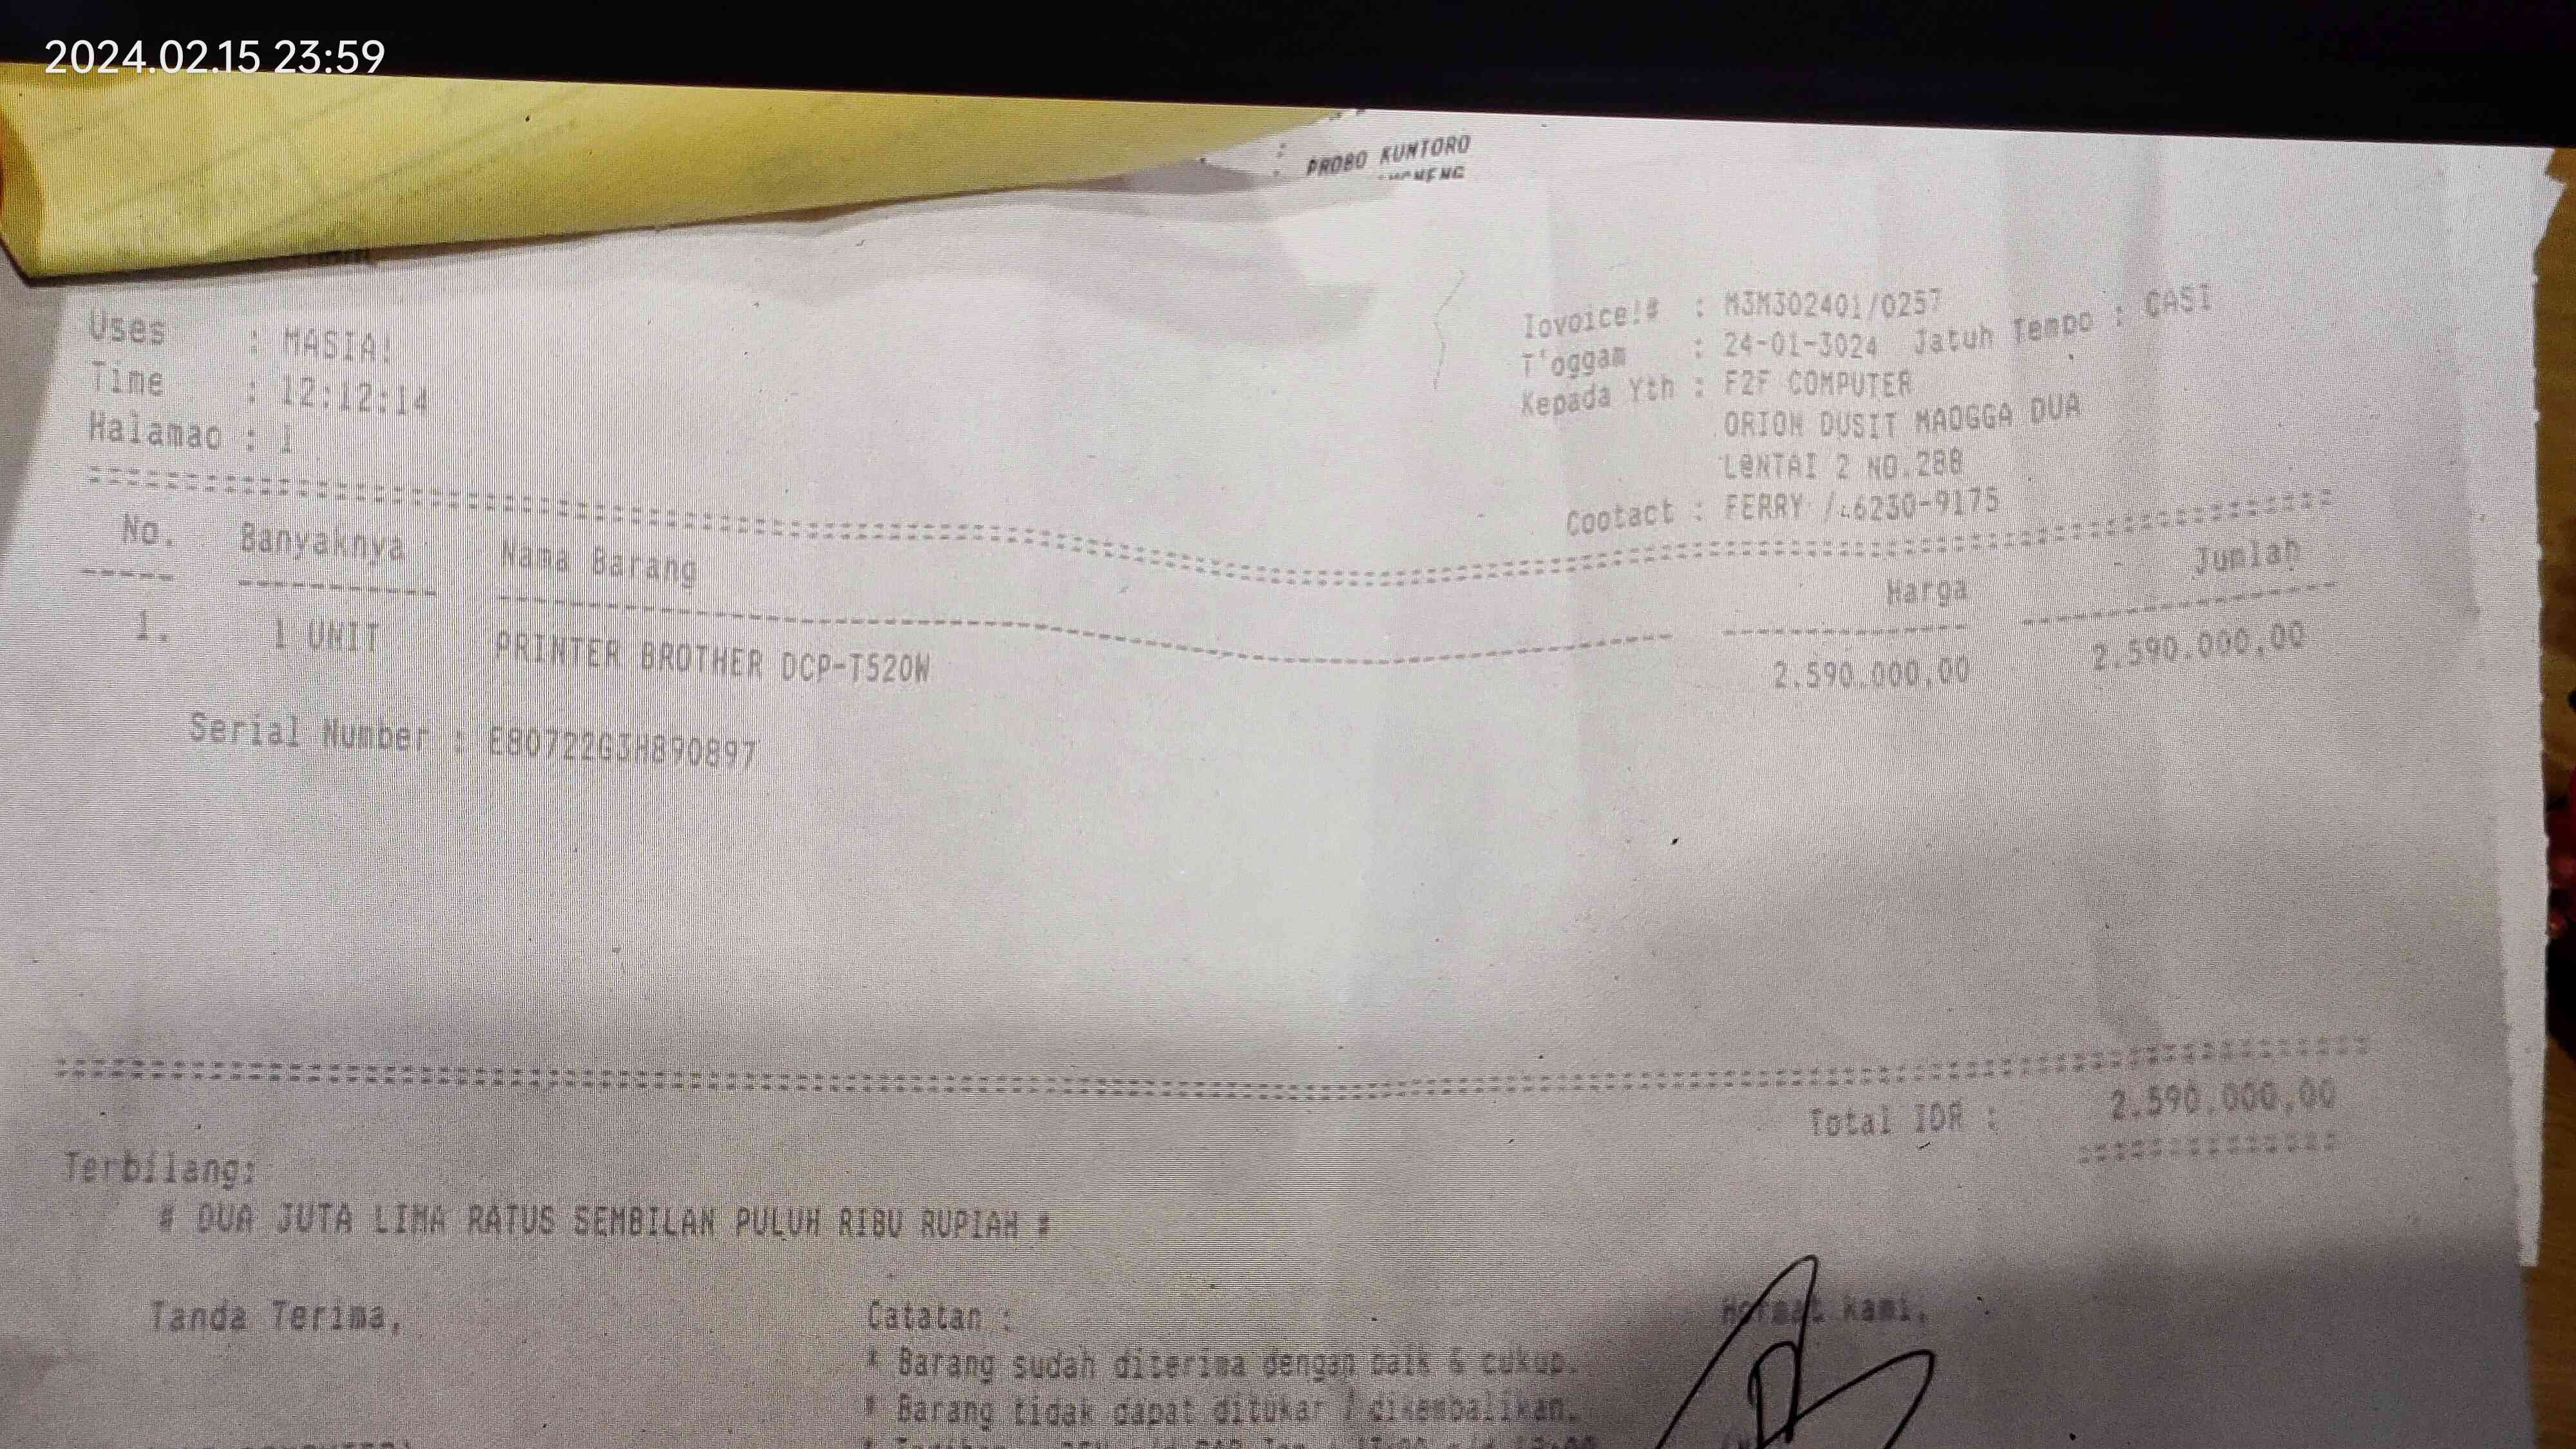 2024.02.15 23:59
: PROBO KUNTORO
Uses : MASIA!
Time : 12:12:14
Halamao : 1
Iovoice!# : M3M302401/0257
T'oggam : 24-01-3024 Jatuh Tempo : CASI
Kepada Yth : F2F COMPUTER
ORION DUSIT MAOGGA DUA
L@NTAI 2 NO.288
Cootact : FERRY /6230-9175
No. Banyaknya Nama Barang Harga Jumlah
1. 1 UNIT PRINTER BROTHER DCP-T520W 2.590.000,00 2.590.000,00
Serial Number : E80722G3H890897
Total IDR : 2.590.000,00
Terbilang:
# DUA JUTA LIMA RATUS SEMBILAN PULUH RIBU RUPIAH #
Tanda Terima, Catatan : Hormat kami,
* Barang sudah diterima dengan baik & cukup.
* Barang tidak dapat ditukar / dikembalikan.